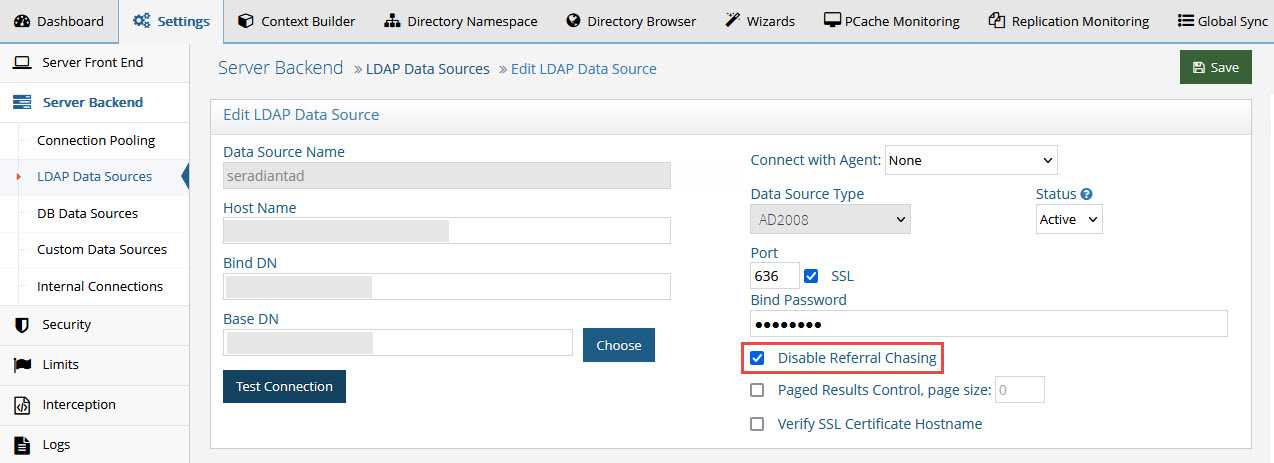 Dashboard Settings Context Builder Directory Namespace Directory Browser Wizards PCache Monitoring Replication Monitoring Global Sync
Server Front End
Server Backend
Connection Pooling
LDAP Data Sources
DB Data Sources
Custom Data Sources
Internal Connections
Security
Limits
Interception
Logs
Server Backend » LDAP Data Sources » Edit LDAP Data Source
Save
Edit LDAP Data Source
Data Source Name
seradiantad
Host Name
Bind DN
Base DN
Choose
Test Connection
Connect with Agent: None
Data Source Type
AD2008
Status
Active
Port
636 SSL
Bind Password
••••••••
Disable Referral Chasing
Paged Results Control, page size: 0
Verify SSL Certificate Hostname